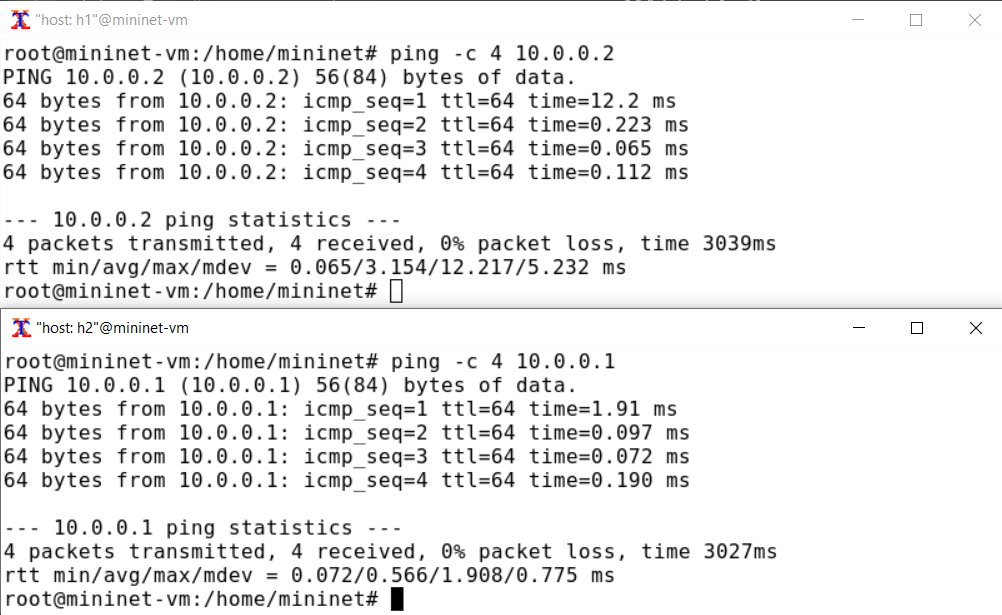 "host: h1"@mininet-vm
root@mininet-vm:/home/mininet# ping -c 4 10.0.0.2
PING 10.0.0.2 (10.0.0.2) 56(84) bytes of data.
64 bytes from 10.0.0.2: icmp_seq=1 ttl=64 time=12.2 ms
64 bytes from 10.0.0.2: icmp_seq=2 ttl=64 time=0.223 ms
64 bytes from 10.0.0.2: icmp_seq=3 ttl=64 time=0.065 ms
64 bytes from 10.0.0.2: icmp_seq=4 ttl=64 time=0.112 ms
--- 10.0.0.2 ping statistics ---
4 packets transmitted, 4 received, 0% packet loss, time 3039ms
rtt min/avg/max/mdev = 0.065/3.154/12.217/5.232 ms
root@mininet-vm:/home/mininet#
"host: h2"@mininet-vm
root@mininet-vm:/home/mininet# ping -c 4 10.0.0.1
PING 10.0.0.1 (10.0.0.1) 56(84) bytes of data.
64 bytes from 10.0.0.1: icmp_seq=1 ttl=64 time=1.91 ms
64 bytes from 10.0.0.1: icmp_seq=2 ttl=64 time=0.097 ms
64 bytes from 10.0.0.1: icmp_seq=3 ttl=64 time=0.072 ms
64 bytes from 10.0.0.1: icmp_seq=4 ttl=64 time=0.190 ms
--- 10.0.0.1 ping statistics ---
4 packets transmitted, 4 received, 0% packet loss, time 3027ms
rtt min/avg/max/mdev = 0.072/0.566/1.908/0.775 ms
root@mininet-vm:/home/mininet#